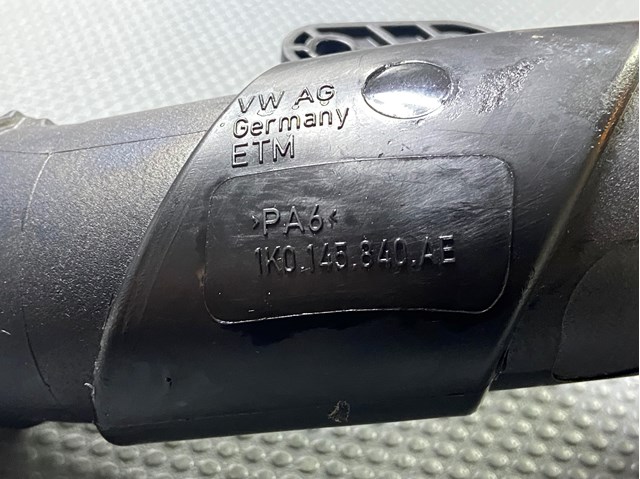 VW AG
Germany
ETM
>PA6<
1K0.145.840.AE